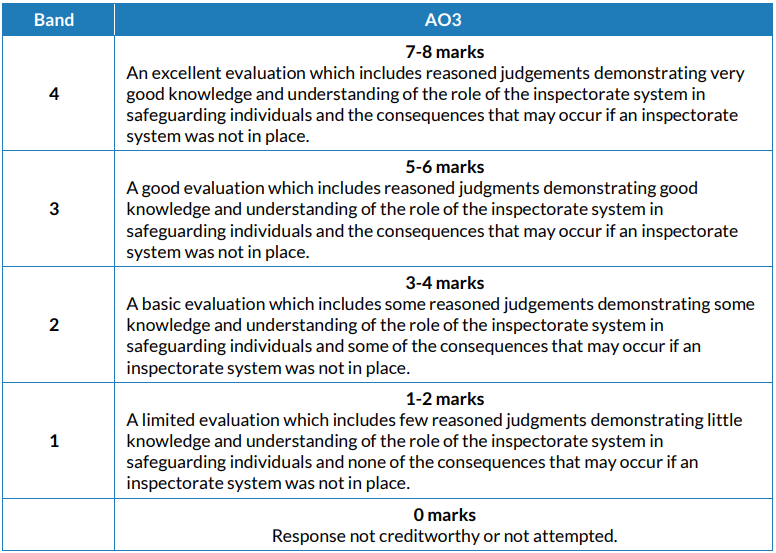 Band AO3
7-8 marks
An excellent evaluation which includes reasoned judgements demonstrating very
good knowledge and understanding of the role of the inspectorate system in
4
safeguarding individuals and the consequences that may occur if an inspectorate
system was not in place.
5-6 marks
A good evaluation which includes reasoned judgments demonstrating good
3
knowledge and understanding of the role of the inspectorate system in
safeguarding individuals and the consequences that may occur if an inspectorate
system was not in place.
3-4 marks
A basic evaluation which includes some reasoned judgements demonstrating some
2
knowledge and understanding of the role of the inspectorate system in
safeguarding individuals and some of the consequences that may occur if an
inspectorate system was not in place.
1-2 marks
A limited evaluation which includes few reasoned judgments demonstrating little
1
knowledge and understanding of the role of the inspectorate system in
safeguarding individuals and none of the consequences that may occur if an
inspectorate system was not in place.
0 marks
Response not creditworthy or not attempted.